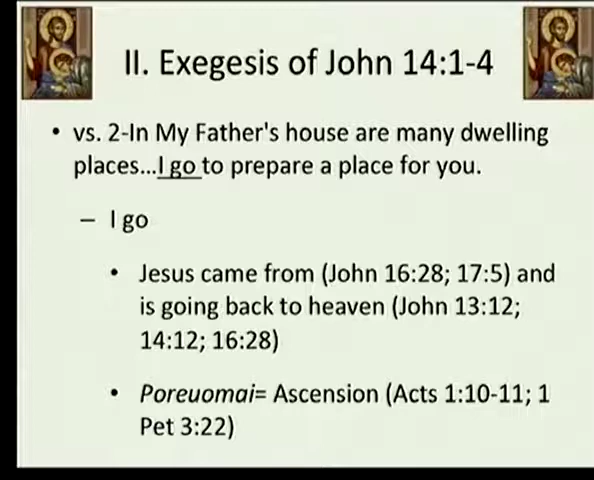 II. Exegesis of John 14:1-4
• vs. 2-In My Father's house are many dwelling
places...I go to prepare a place for you.
– I go
• Jesus came from (John 16:28; 17:5) and
is going back to heaven (John 13:12;
14:12; 16:28)
• Poreuomai= Ascension (Acts 1:10-11; 1
Pet 3:22)